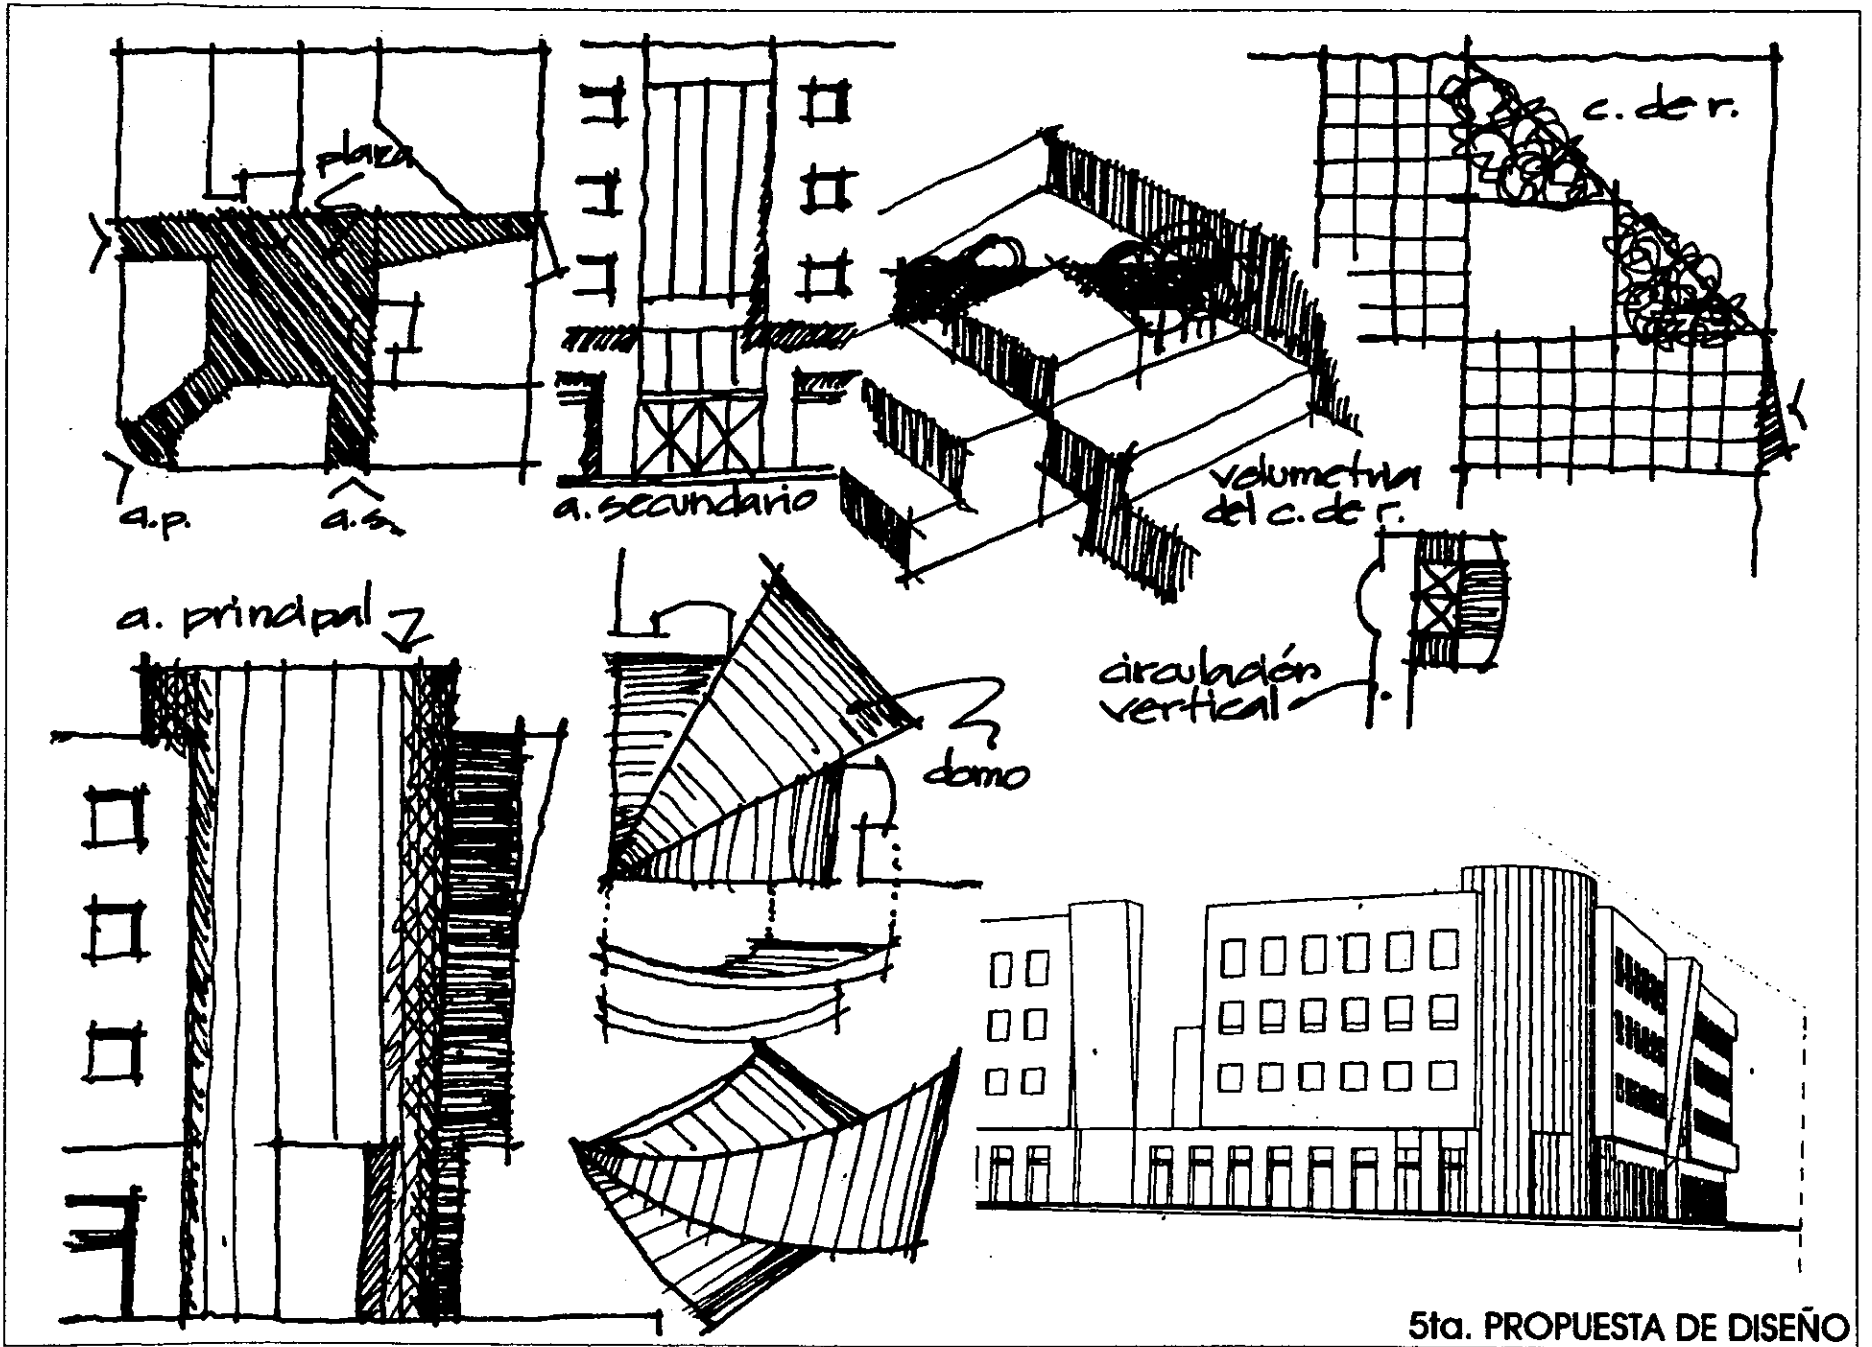 plaza
c. de r.
a.p.
a.s.
a. secundario
volumetria
del c. de r.
a. principal
circulación
vertical
domo
5ta. PROPUESTA DE DISEÑO